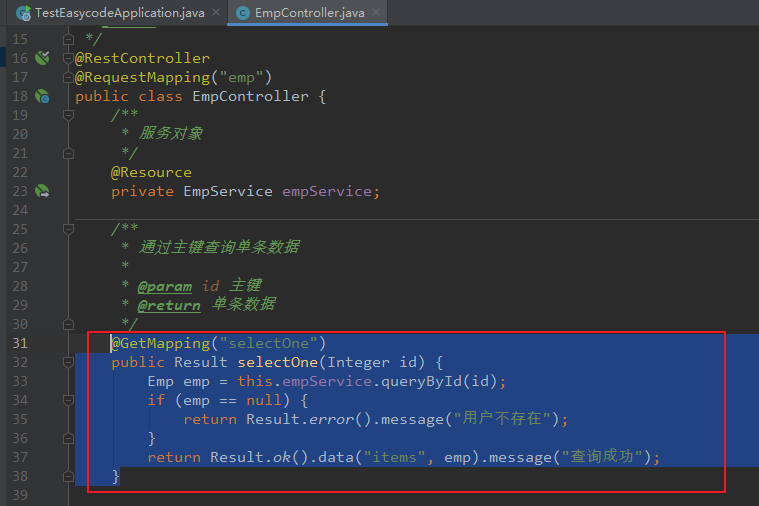 TestEasycodeApplication.java × EmpController.java ×
15 */
16 @RestController
17 @RequestMapping("emp")
18 public class EmpController {
19 /**
20 * 服务对象
21 */
22 @Resource
23 private EmpService empService;
24
25 /**
26 * 通过主键查询单条数据
27 *
28 * @param id 主键
29 * @return 单条数据
30 */
31 @GetMapping("selectOne")
32 public Result selectOne(Integer id) {
33 Emp emp = this.empService.queryById(id);
34 if (emp == null) {
35 return Result.error().message("用户不存在");
36 }
37 return Result.ok().data("items", emp).message("查询成功");
38 }
39